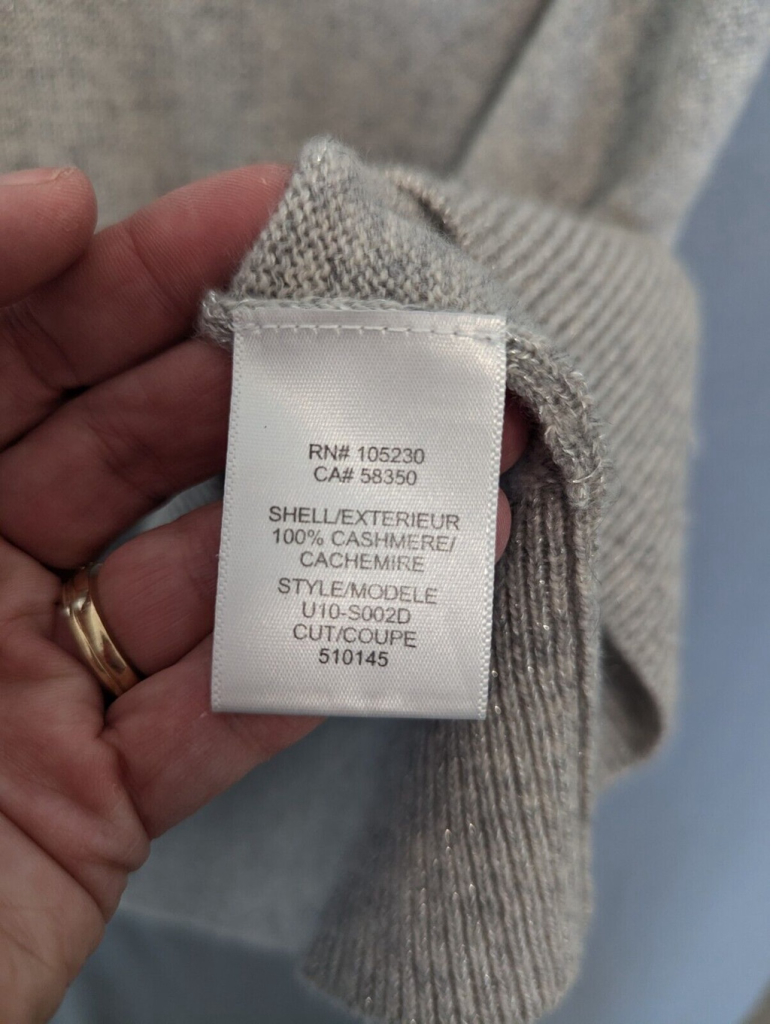 RN# 105230
CA# 58350
SHELL/EXTERIEUR
100% CASHMERE/
CACHEMIRE
STYLE/MODELE
U10-S002D
CUT/COUPE
510145